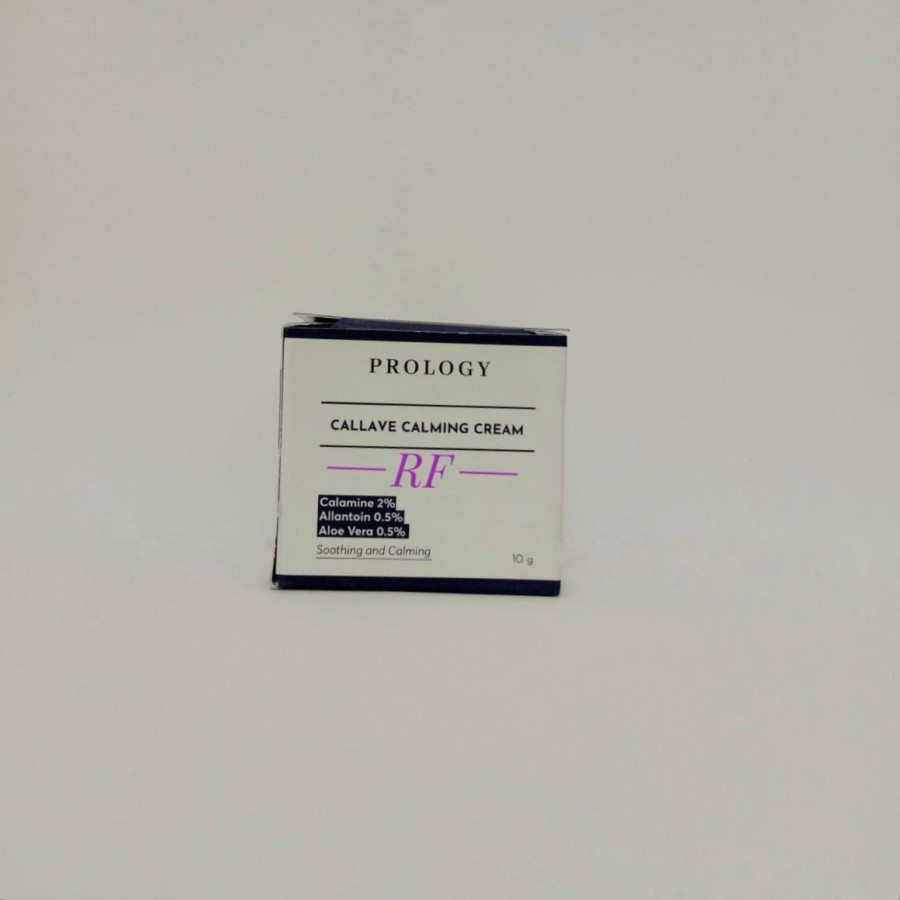 PROLOGY
CALLAVE CALMING CREAM
RF
Calamine 2%
Allantoin 0.5%
Aloe Vera 0.5%
Soothing and Calming
10 g